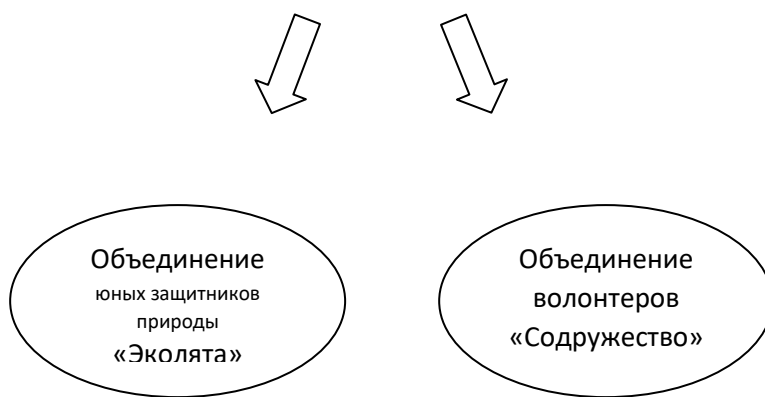 Объединение
юных защитников
природы
«Эколята»
Объединение
волонтеров
«Содружество»